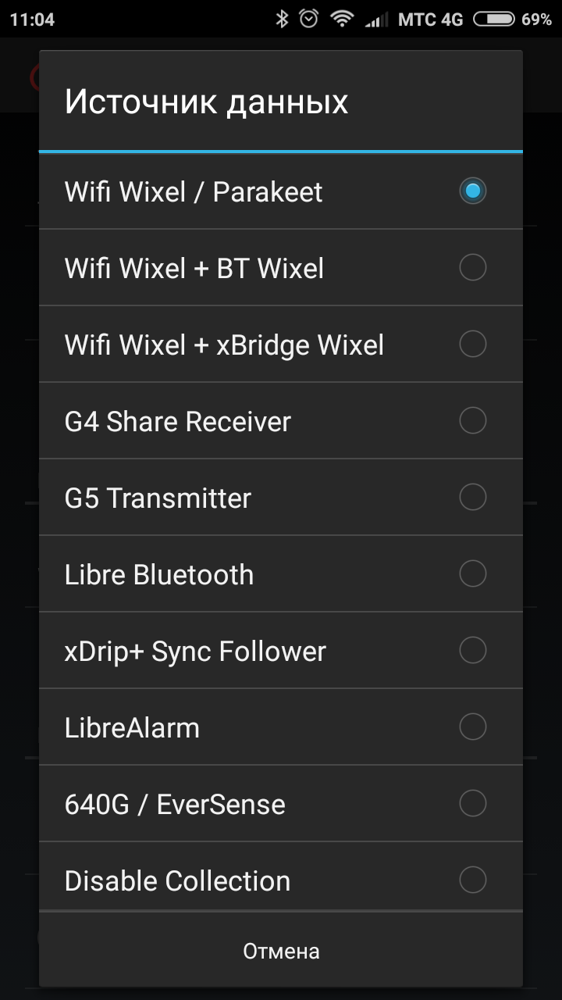 11:04 МТС 4G 69%
Источник данных
Wifi Wixel / Parakeet
Wifi Wixel + BT Wixel
Wifi Wixel + xBridge Wixel
G4 Share Receiver
G5 Transmitter
Libre Bluetooth
xDrip+ Sync Follower
LibreAlarm
640G / EverSense
Disable Collection
Отмена